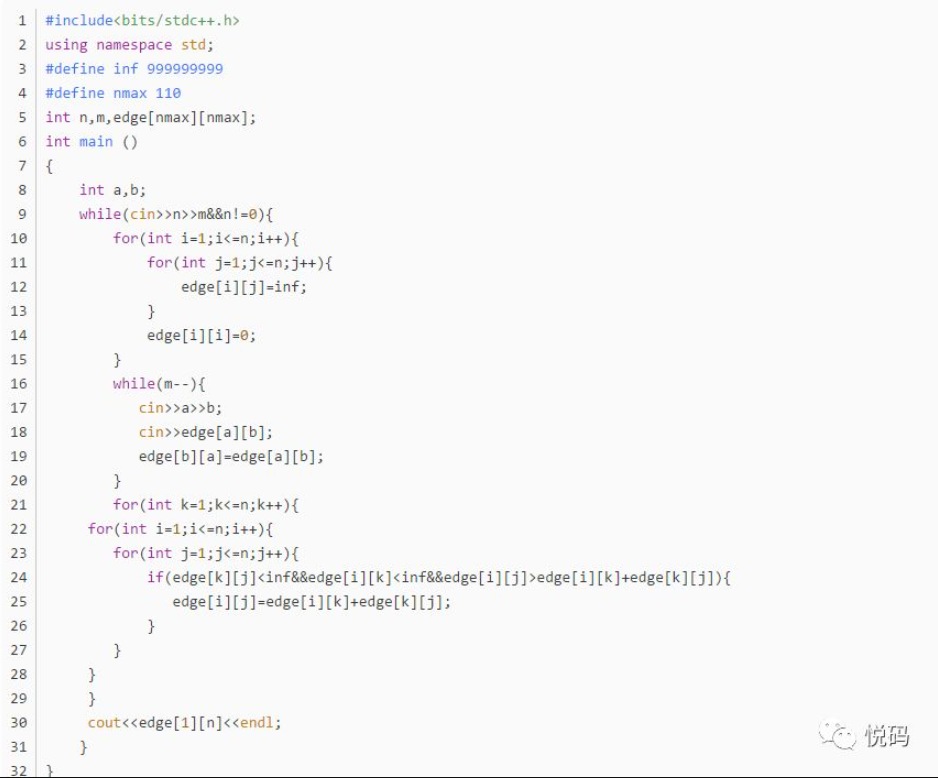 1 #include<bits/stdc++.h>
2 using namespace std;
3 #define inf 999999999
4 #define nmax 110
5 int n,m,edge[nmax][nmax];
6 int main ()
7 {
8     int a,b;
9     while(cin>>n>>m&&n!=0){
10         for(int i=1;i<=n;i++){
11             for(int j=1;j<=n;j++){
12                 edge[i][j]=inf;
13             }
14             edge[i][i]=0;
15         }
16         while(m--){
17            cin>>a>>b;
18            cin>>edge[a][b];
19            edge[b][a]=edge[a][b];
20         }
21         for(int k=1;k<=n;k++){
22      for(int i=1;i<=n;i++){
23         for(int j=1;j<=n;j++){
24             if(edge[k][j]<inf&&edge[i][k]<inf&&edge[i][j]>edge[i][k]+edge[k][j]){
25                edge[i][j]=edge[i][k]+edge[k][j];
26             }
27         }
28      }
29      }
30      cout<<edge[1][n]<<endl;
31     }
32 }
悦码